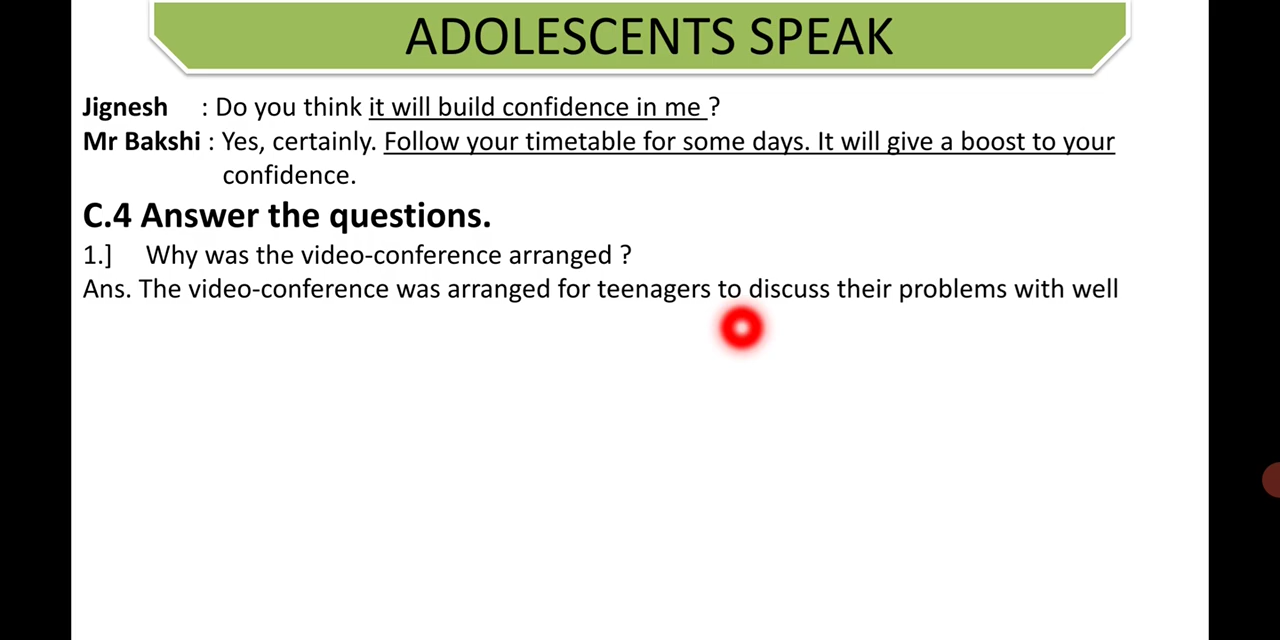 ADOLESCENTS SPEAK
Jignesh : Do you think it will build confidence in me ?
Mr Bakshi : Yes, certainly. Follow your timetable for some days. It will give a boost to your
confidence.
C.4 Answer the questions.
1.] Why was the video-conference arranged ?
Ans. The video-conference was arranged for teenagers to discuss their problems with well